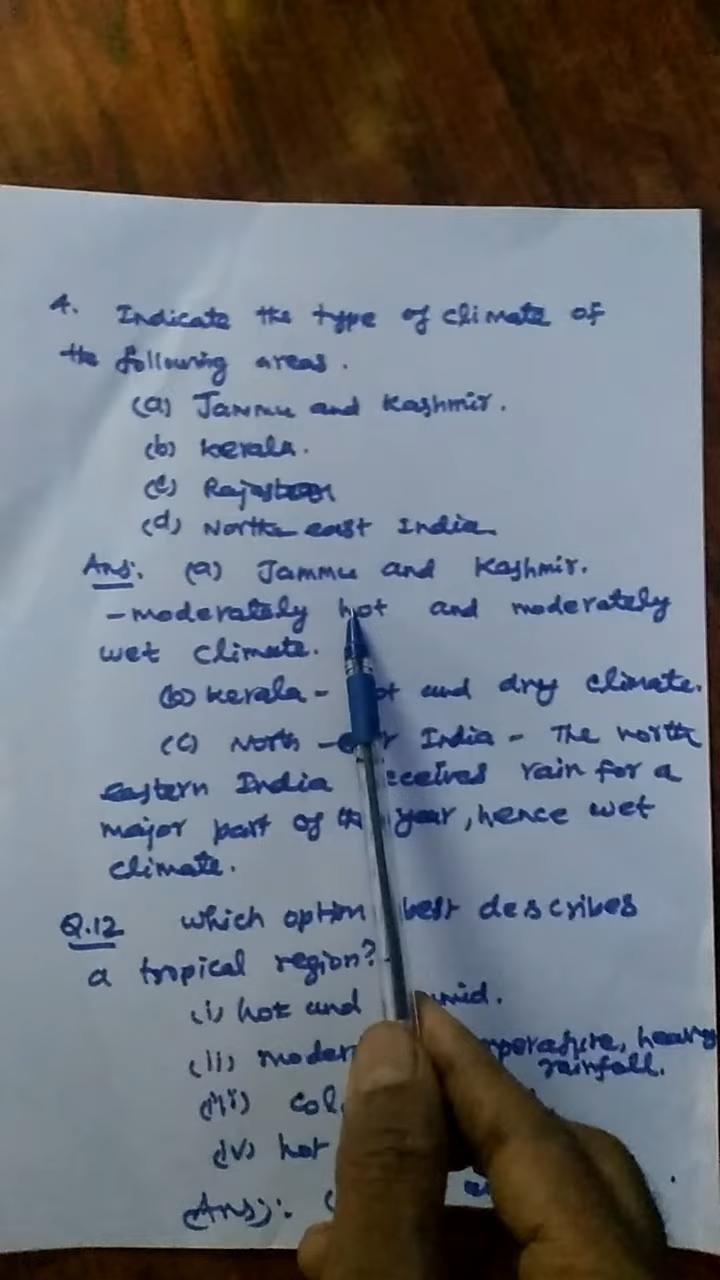 4. Indicate the type of climate of
the following areas.
(a) Jammu and Kashmir.
(b) Kerala.
(c) Rajasthan
(d) North east India
Ans: (a) Jammu and Kashmir.
- moderately hot and moderately
wet climate.
(b) Kerala - and dry climate.
(c) North - India - The north
eastern India rain for a
major part of year, hence wet
climate.
Q.12 which option best describes
a tropical region?
(i) hot and
(ii) heavy
rainfall.
(iii)
(iv) hot
Ans: